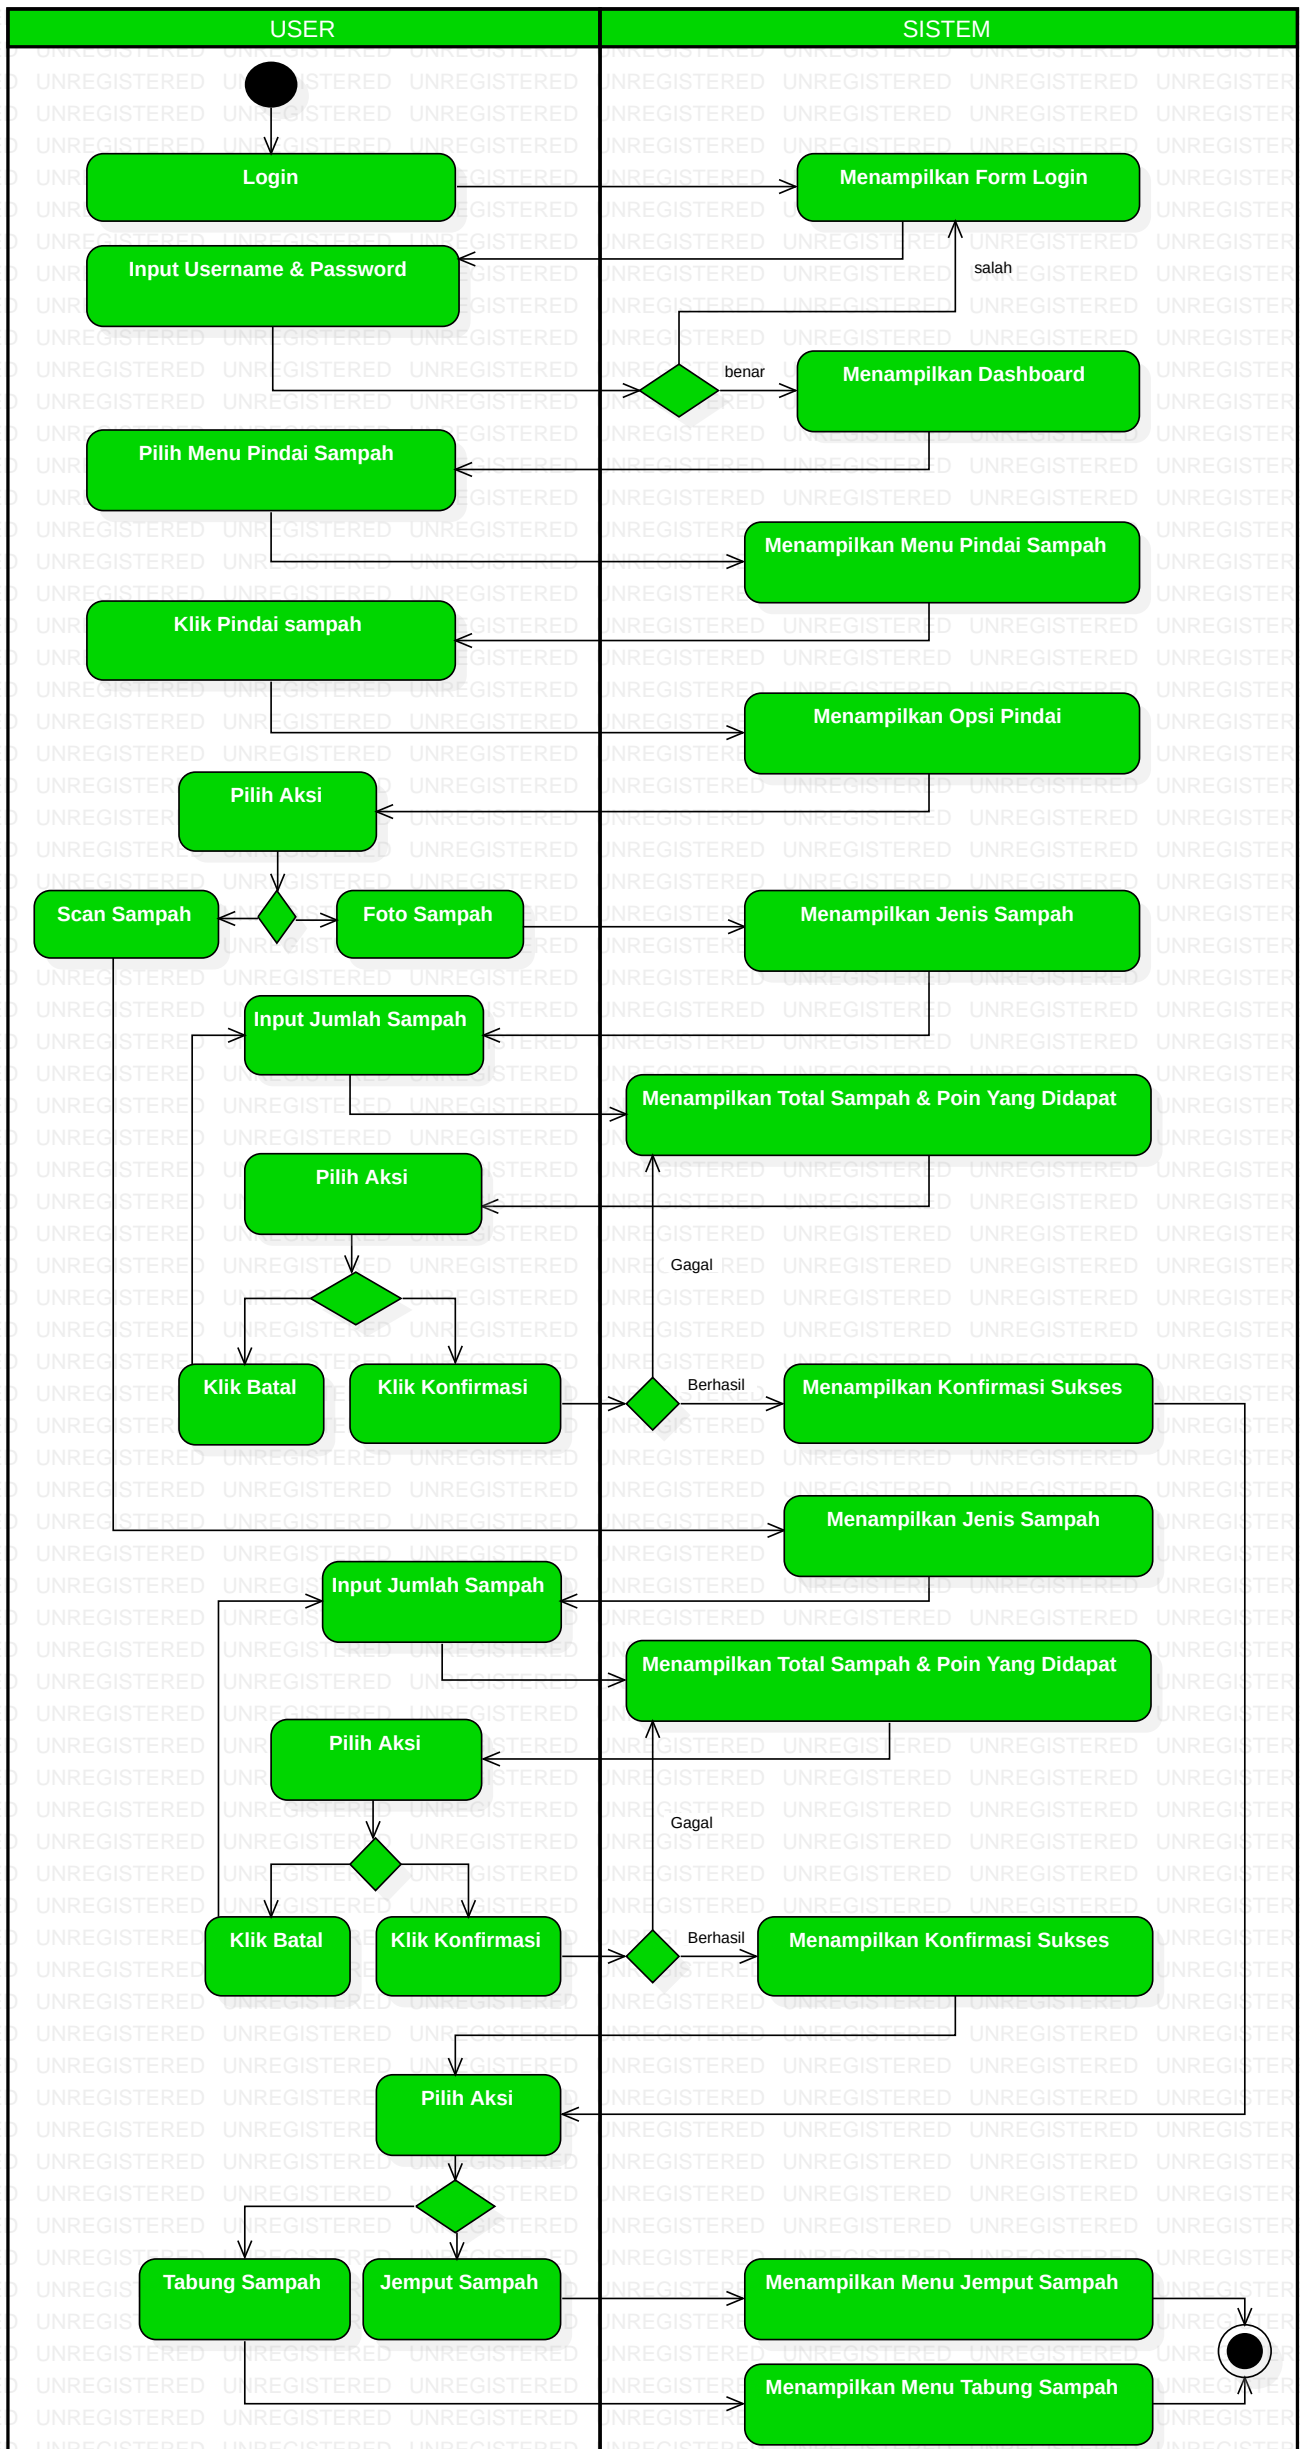 USER
SISTEM
Login
Menampilkan Form Login
Input Username & Password
salah
benar
Menampilkan Dashboard
Pilih Menu Pindai Sampah
Menampilkan Menu Pindai Sampah
Klik Pindai sampah
Menampilkan Opsi Pindai
Pilih Aksi
Scan Sampah
Foto Sampah
Menampilkan Jenis Sampah
Input Jumlah Sampah
Menampilkan Total Sampah & Poin Yang Didapat
Pilih Aksi
Gagal
Klik Batal
Klik Konfirmasi
Berhasil
Menampilkan Konfirmasi Sukses
Menampilkan Jenis Sampah
Input Jumlah Sampah
Menampilkan Total Sampah & Poin Yang Didapat
Pilih Aksi
Gagal
Klik Batal
Klik Konfirmasi
Berhasil
Menampilkan Konfirmasi Sukses
Pilih Aksi
Tabung Sampah
Jemput Sampah
Menampilkan Menu Jemput Sampah
Menampilkan Menu Tabung Sampah
UNREGISTERED